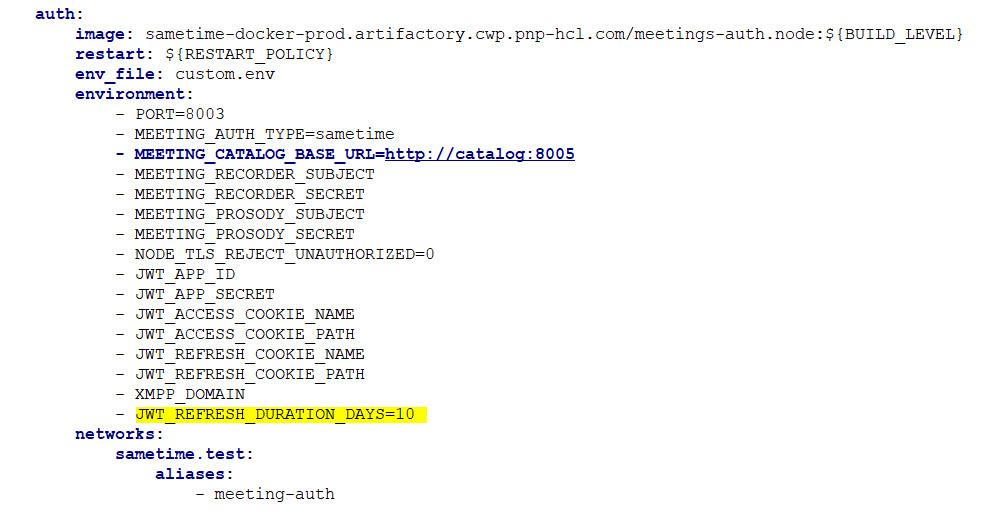 auth:
image: sametime-docker-prod.artifactory.cwp.pnp-hcl.com/meetings-auth.node:${BUILD_LEVEL}
restart: ${RESTART_POLICY}
env_file: custom.env
environment:
- PORT=8003
- MEETING_AUTH_TYPE=sametime
- MEETING_CATALOG_BASE_URL=http://catalog:8005
- MEETING_RECORDER_SUBJECT
- MEETING_RECORDER_SECRET
- MEETING_PROSODY_SUBJECT
- MEETING_PROSODY_SECRET
- NODE_TLS_REJECT_UNAUTHORIZED=0
- JWT_APP_ID
- JWT_APP_SECRET
- JWT_ACCESS_COOKIE_NAME
- JWT_ACCESS_COOKIE_PATH
- JWT_REFRESH_COOKIE_NAME
- JWT_REFRESH_COOKIE_PATH
- XMPP_DOMAIN
- JWT_REFRESH_DURATION_DAYS=10
networks:
sametime.test:
aliases:
- meeting-auth